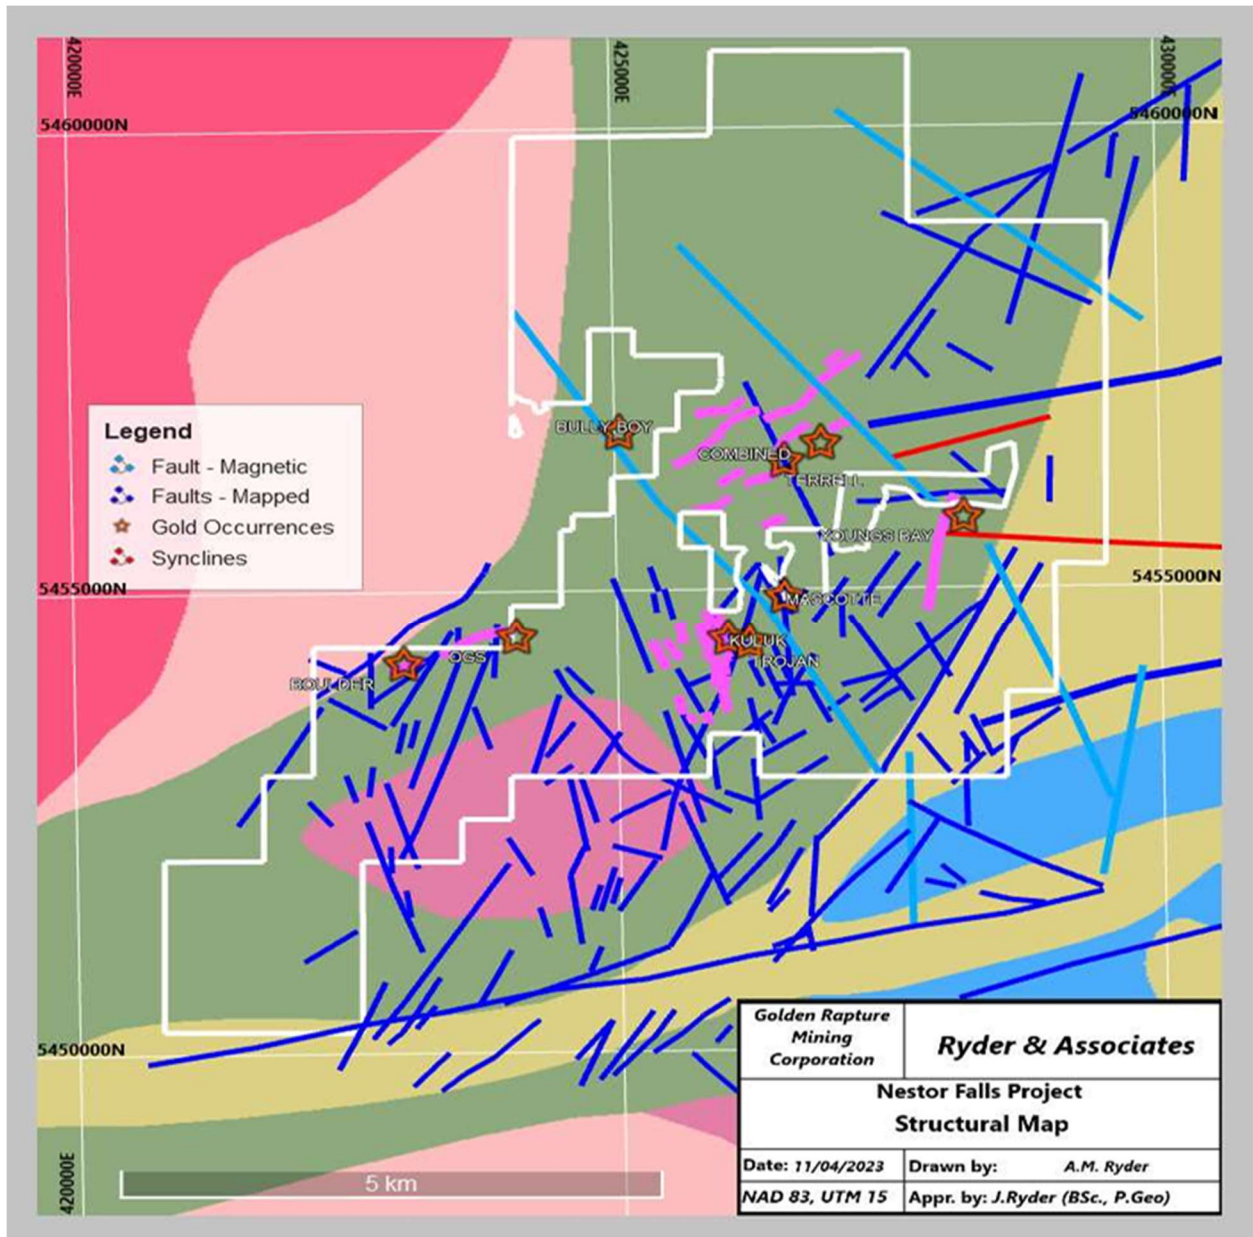 420000E
425000E
430000E
5460000N
5460000N
Legend
Fault - Magnetic
Faults - Mapped
Gold Occurrences
Synclines
BULLY BOY
COMBINED
TERRELL
YOUNGS BAY
5455000N
5455000N
MASCOTTE
KULUK
TROJAN
OGS
BOULDER
5450000N
420000E
5 km
Golden Rapture
Mining
Corporation
Ryder & Associates
Nestor Falls Project
Structural Map
Date: 11/04/2023
Drawn by: A.M. Ryder
NAD 83, UTM 15
Appr. by: J.Ryder (BSc., P.Geo)